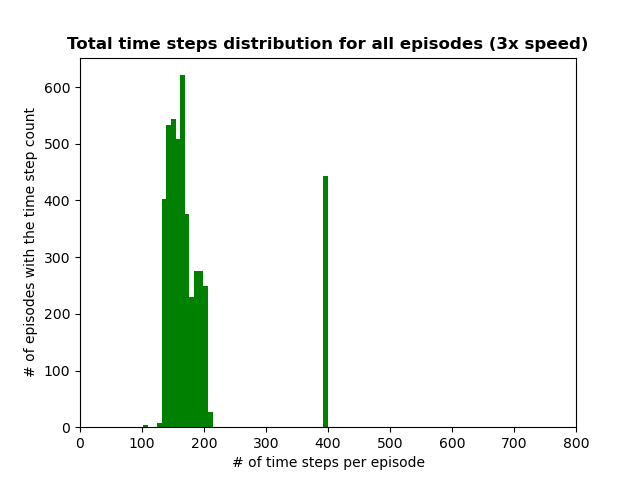 Total time steps distribution for all episodes (3x speed)
# of episodes with the time step count
600
500
400
300
200
100
0
0 100 200 300 400 500 600 700 800
# of time steps per episode